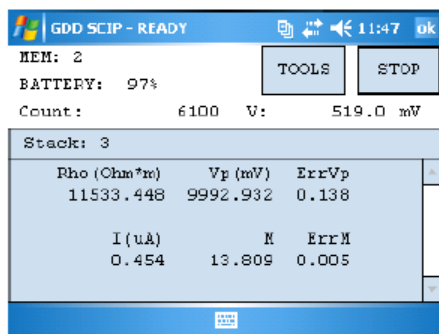 GDD SCIP - READY 11:47 ok
MEM: 2
TOOLS STOP
BATTERY: 97%
Count: 6100 V: 519.0 mV
Stack: 3
Rho (Ohm*m) Vp (mV) ErrVp
11533.448 9992.932 0.138
I(uA) M ErrM
0.454 13.809 0.005